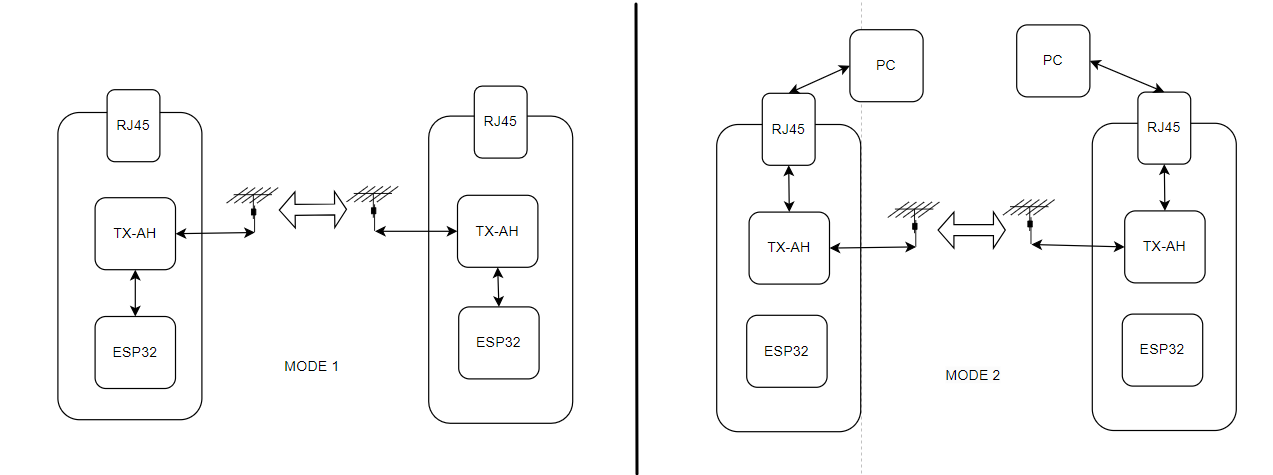 RJ45
RJ45
TX-AH
TX-AH
ESP32
ESP32
MODE 1
PC
PC
RJ45
RJ45
TX-AH
TX-AH
ESP32
ESP32
MODE 2